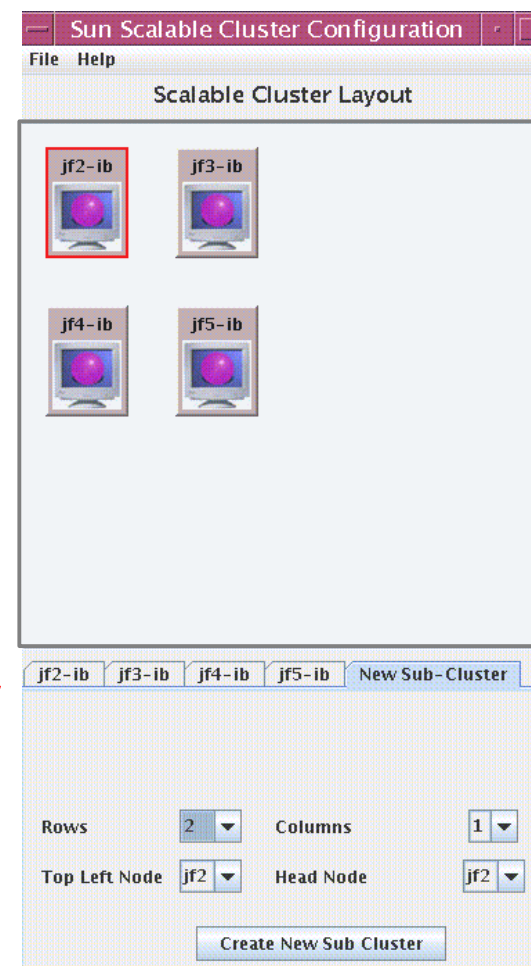 Sun Scalable Cluster Configuration
File Help
Scalable Cluster Layout
jf2-ib jf3-ib
jf4-ib jf5-ib
jf2-ib jf3-ib jf4-ib jf5-ib New Sub-Cluster
Rows 2 Columns 1
Top Left Node jf2 Head Node jf2
Create New Sub Cluster